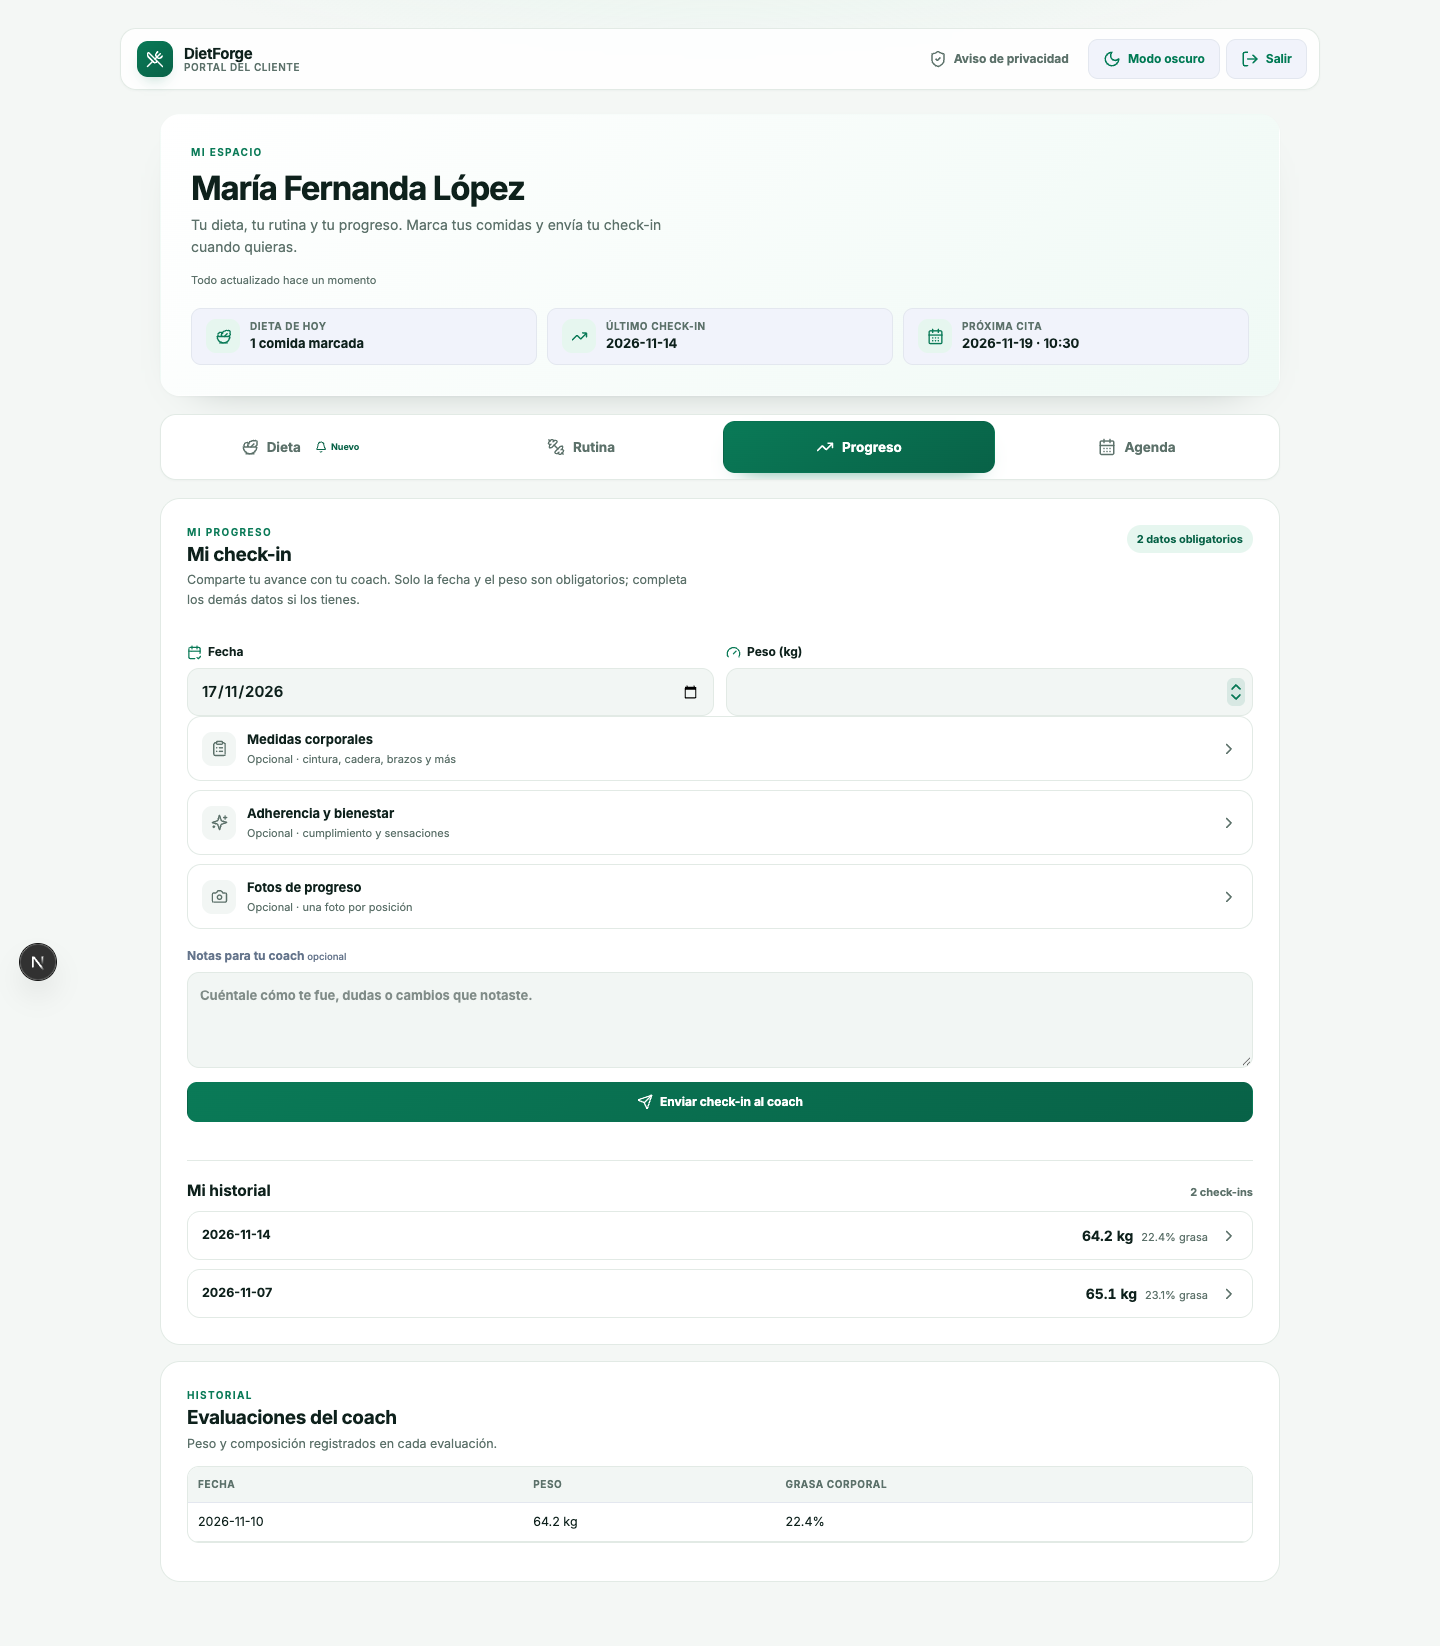 DietForge
PORTAL DEL CLIENTE
Aviso de privacidad
Modo oscuro
Salir
MI ESPACIO
María Fernanda López
Tu dieta, tu rutina y tu progreso. Marca tus comidas y envía tu check-in
cuando quieras.
Todo actualizado hace un momento
DIETA DE HOY
1 comida marcada
ÚLTIMO CHECK-IN
2026-11-14
PRÓXIMA CITA
2026-11-19 · 10:30
Dieta
Nuevo
Rutina
Progreso
Agenda
MI PROGRESO
Mi check-in
2 datos obligatorios
Comparte tu avance con tu coach. Solo la fecha y el peso son obligatorios; completa
los demás datos si los tienes.
Fecha
Peso (kg)
17/11/2026
Medidas corporales
Opcional · cintura, cadera, brazos y más
Adherencia y bienestar
Opcional · cumplimiento y sensaciones
Fotos de progreso
Opcional · una foto por posición
N
Notas para tu coach opcional
Cuéntale cómo te fue, dudas o cambios que notaste.
Enviar check-in al coach
Mi historial
2 check-ins
2026-11-14
64.2 kg 22.4% grasa
2026-11-07
65.1 kg 23.1% grasa
HISTORIAL
Evaluaciones del coach
Peso y composición registrados en cada evaluación.
FECHA PESO GRASA CORPORAL
2026-11-10 64.2 kg 22.4%